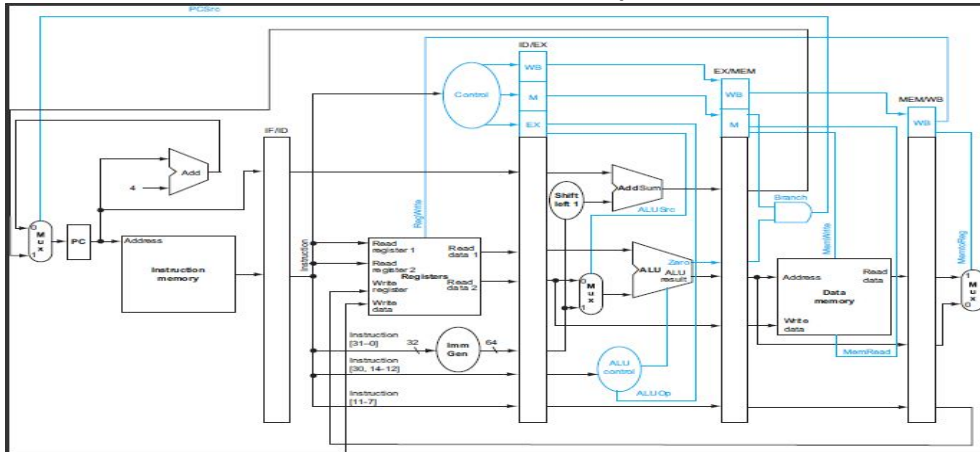 PCSrc
ID/EX
WB
EX/MEM
Control
M
WB
MEM/WB
IF/ID
EX
M
WB
Add
4
Shift
left 1
Add Sum
Branch
RegWrite
ALUSrc
MemWrite
MemtoReg
0
M
u
x
1
PC
Address
Instruction
memory
Instruction
Read
register 1
Read
data 1
Read
register 2
Registers
Read
data 2
Write
register
Write
data
0
M
u
x
1
Zero
ALU
ALU
result
Address
Read
data
Data
memory
Write
data
1
M
u
x
0
Instruction
[31–0]
32
Imm
Gen
64
Instruction
[30, 14-12]
ALU
control
MemRead
Instruction
[11-7]
ALUOp